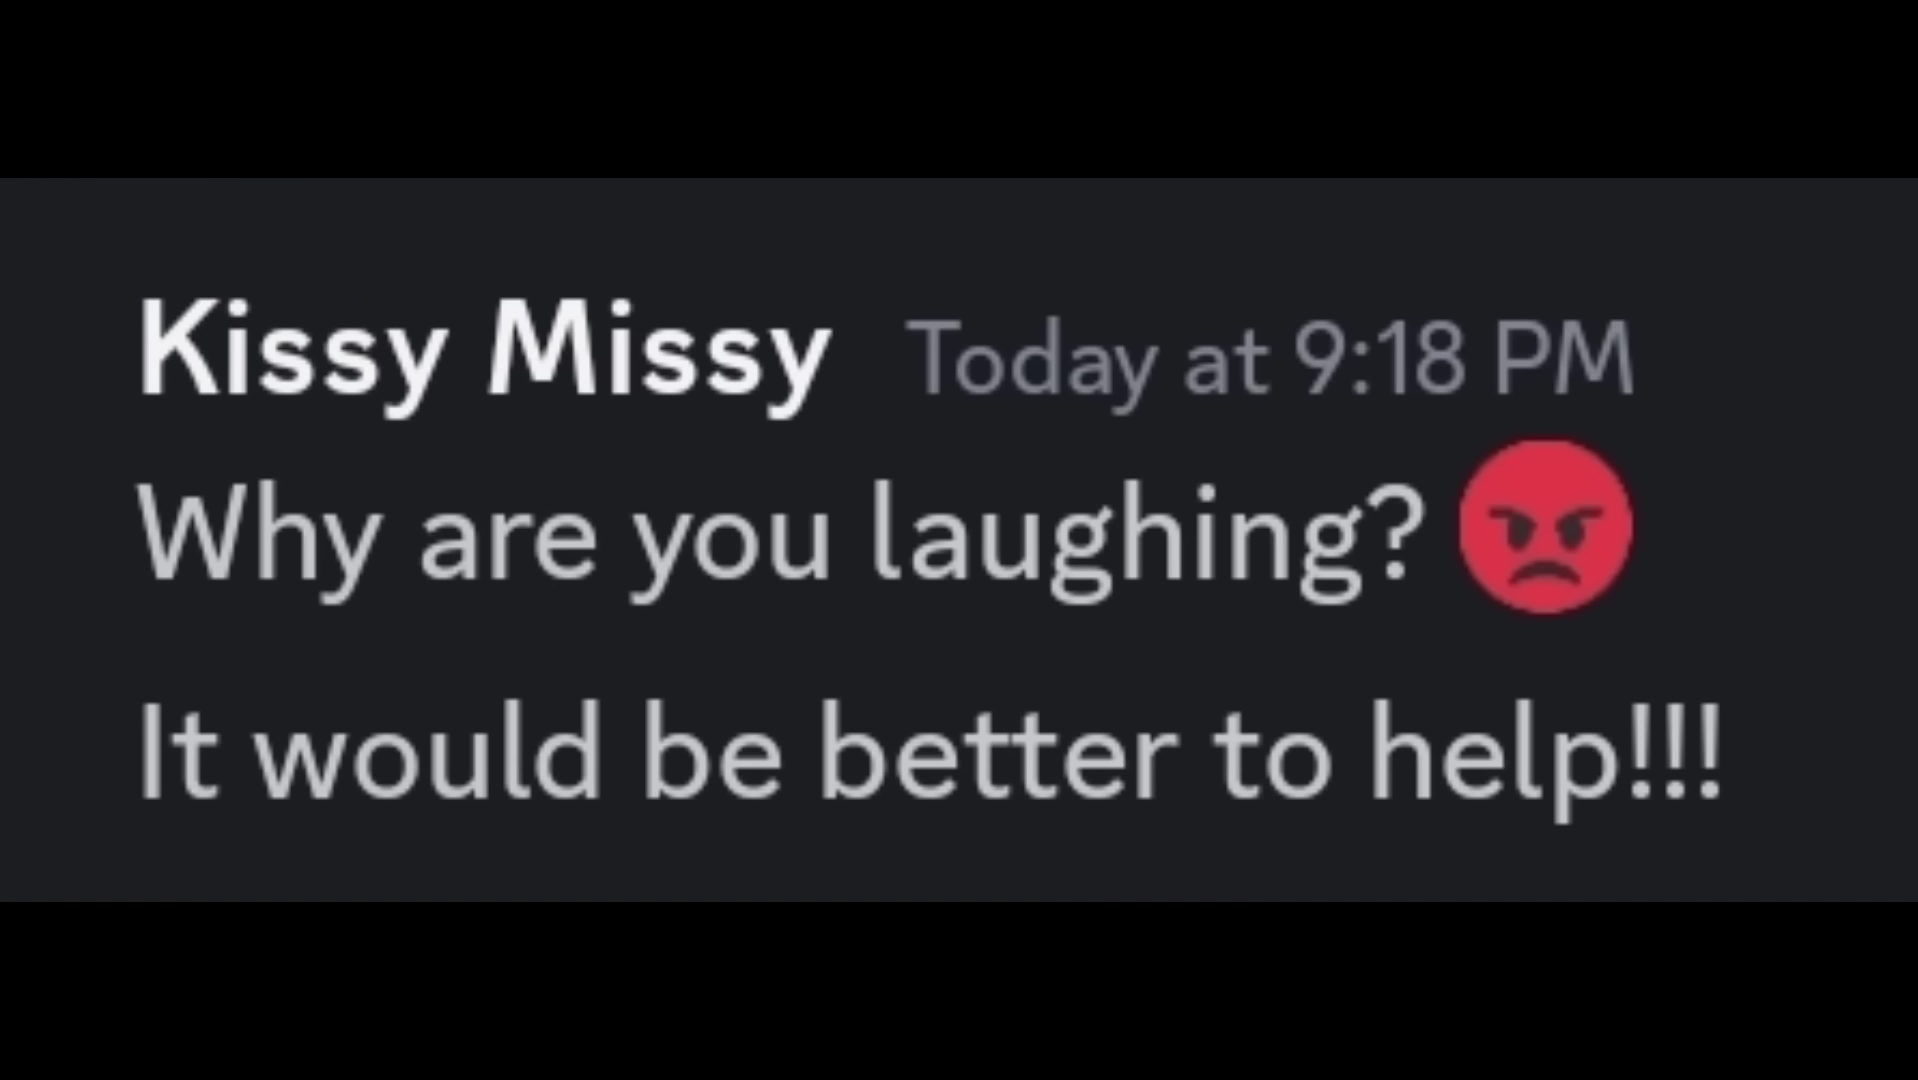 Kissy Missy Today at 9:18 PM
Why are you laughing? 😡
It would be better to help!!!